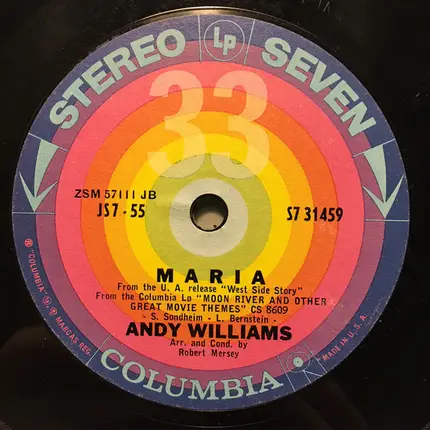 STEREO LP SEVEN
33
ZSM 57111 JB
JS7-55
S7 31459
MARIA
From the U. A. release "West Side Story"
From the Columbia Lp "MOON RIVER AND OTHER
GREAT MOVIE THEMES" CS 8609
- S. Sondheim - L. Bernstein -
ANDY WILLIAMS
Arr. and Cond. by
Robert Mersey
® "COLUMBIA" MARCAS REG.
COLUMBIA
MADE IN U.S.A.